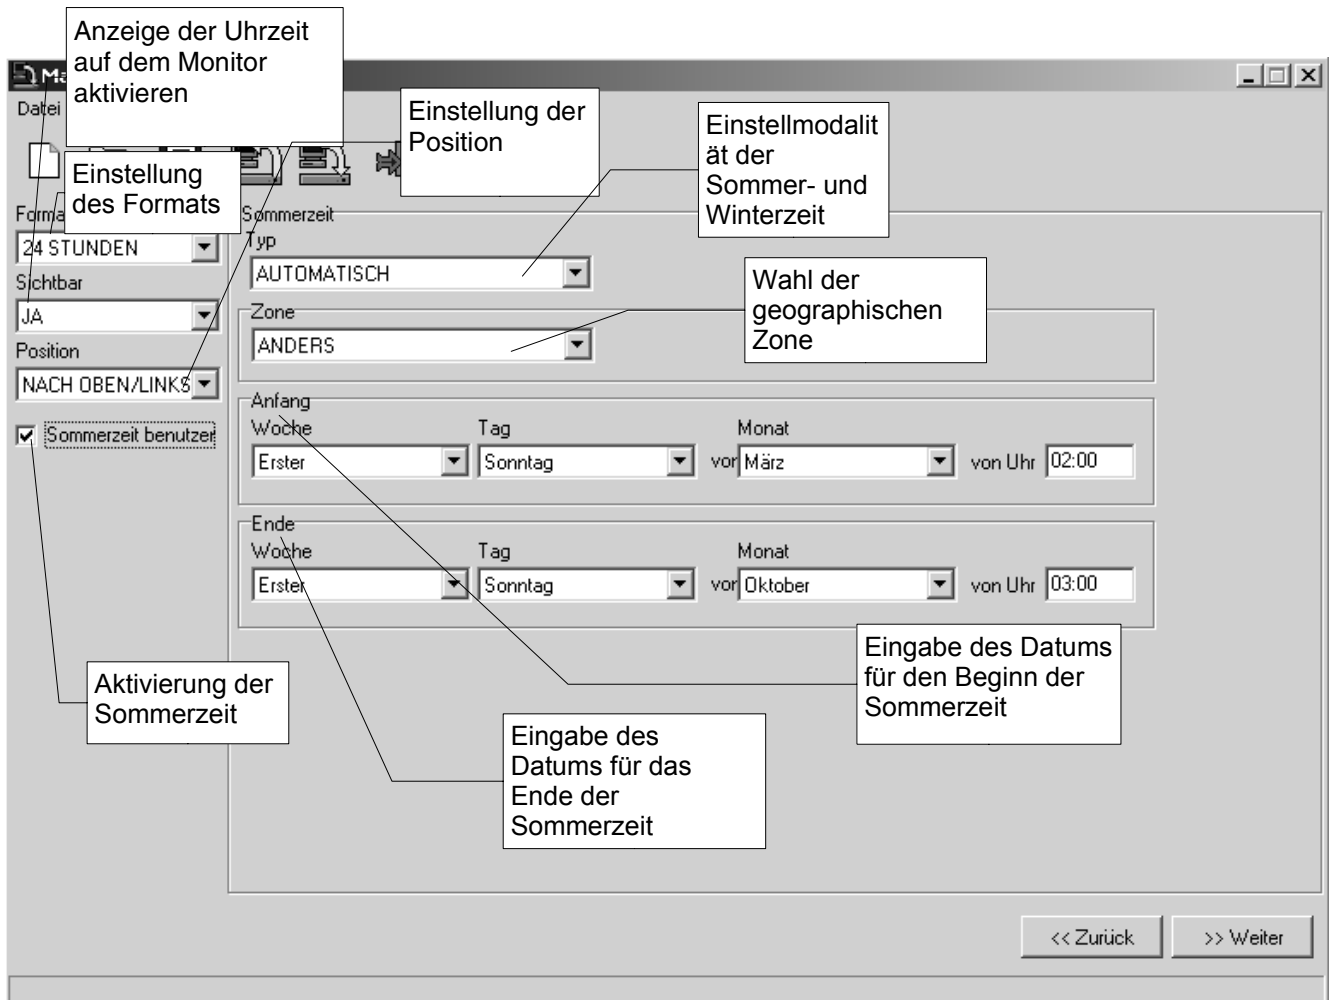 Anzeige der Uhrzeit
auf dem Monitor
aktivieren
Ma
Datei
Einstellung der
Position
Einstellmodalit
ät der
Sommer- und
Winterzeit
Einstellung
des Formats
Forma
24 STUNDEN
Sichtbar
JA
Position
NACH OBEN/LINKS
Sommerzeit benutzer
Sommerzeit
Typ
AUTOMATISCH
Wahl der
geographischen
Zone
Zone
ANDERS
Anfang
Woche Tag Monat
Erster Sonntag vor März von Uhr 02:00
Ende
Woche Tag Monat
Erster Sonntag vor Oktober von Uhr 03:00
Eingabe des Datums
für den Beginn der
Sommerzeit
Aktivierung der
Sommerzeit
Eingabe des
Datums für das
Ende der
Sommerzeit
<< Zurück >> Weiter